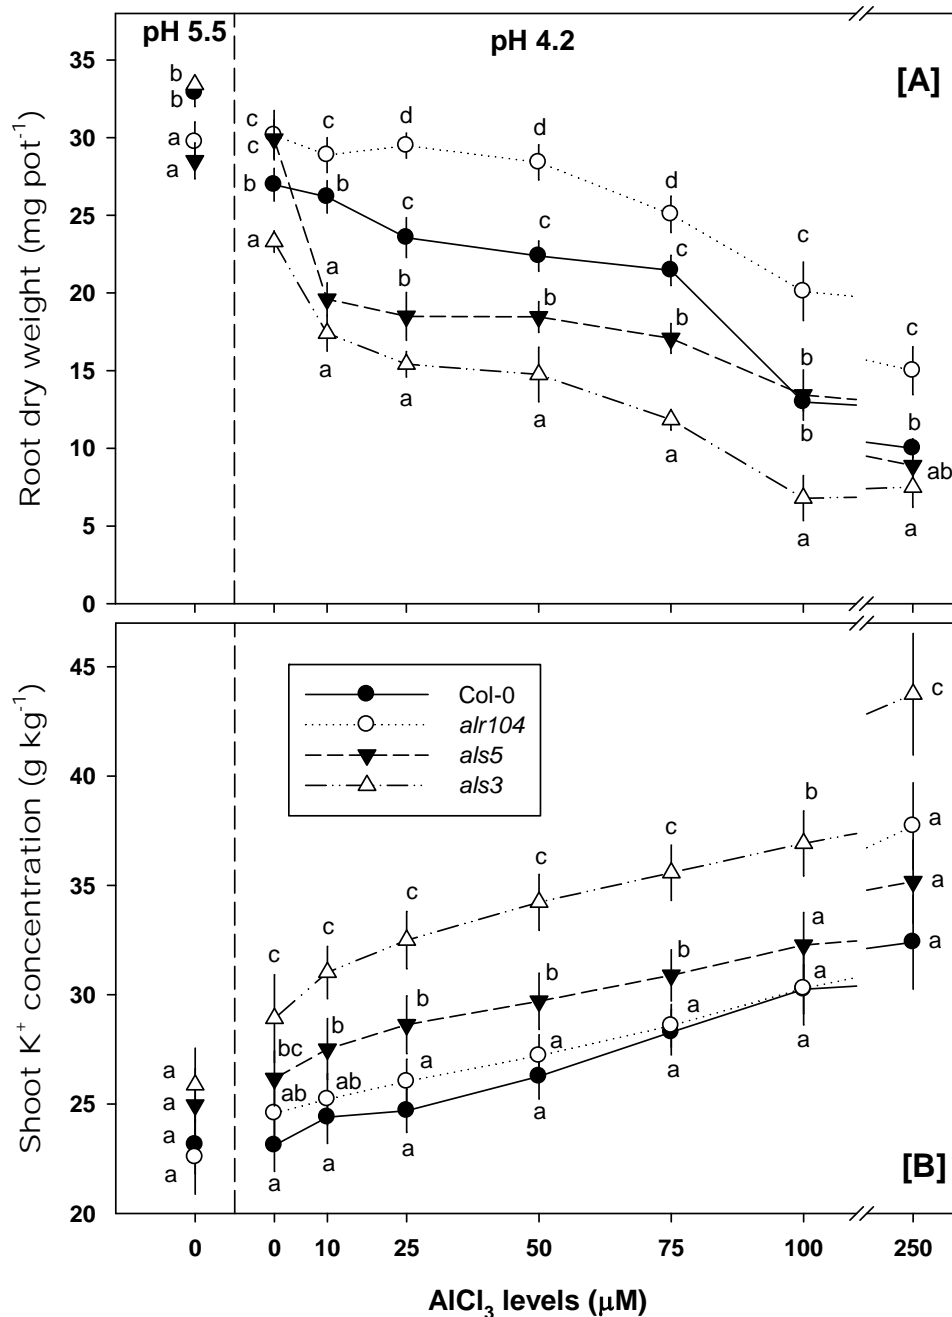 pH 5.5
pH 4.2
[A]
Root dry weight (mg pot⁻¹)
35
30
25
20
15
10
5
0
b
b
a
a
c
c
b
a
c
b
a
a
d
c
b
a
d
c
b
a
d
c
b
a
c
b
b
a
c
b
ab
a
Shoot K⁺ concentration (g kg⁻¹)
45
40
35
30
25
20
Col-0
alr104
als5
als3
a
a
a
a
c
bc
ab
a
c
b
ab
a
c
b
a
a
c
b
a
a
c
b
a
a
b
a
a
a
c
a
a
a
[B]
0
0
10
25
50
75
100
250
AlCl₃ levels (μM)